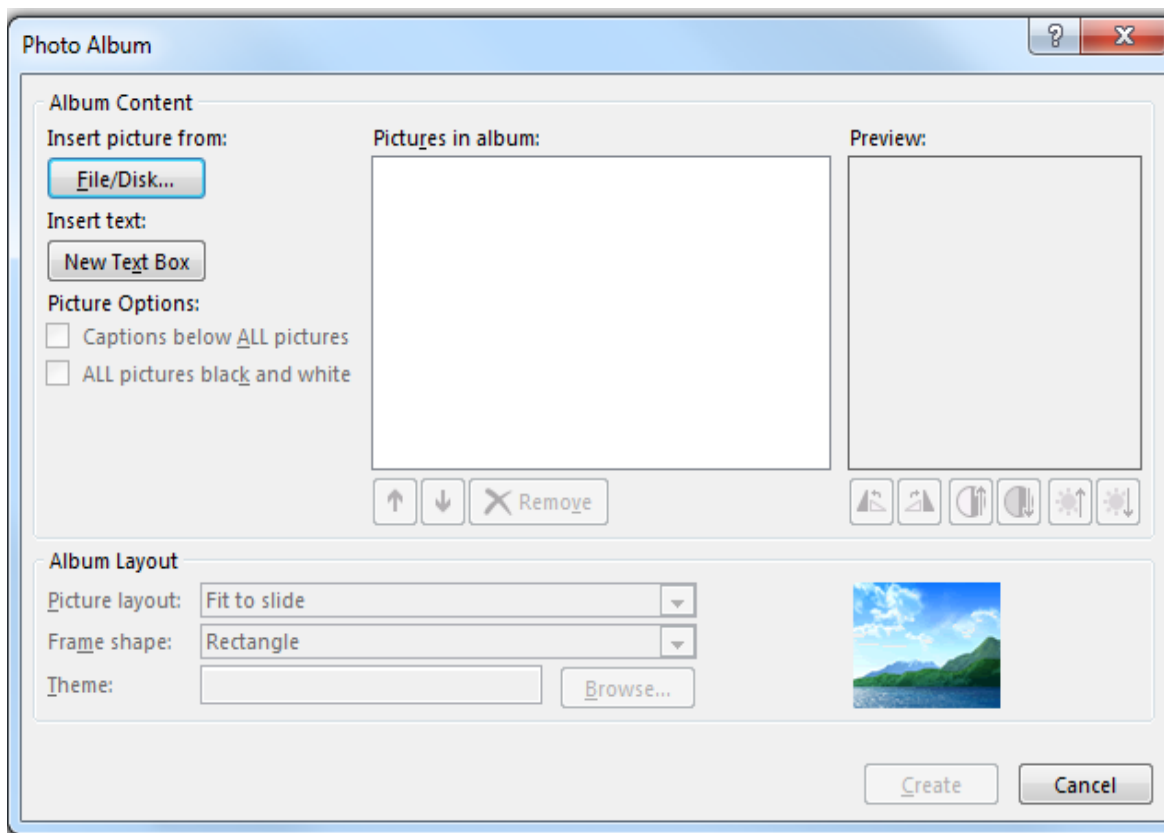 Photo Album
?
X
Album Content
Insert picture from:
File/Disk...
Insert text:
New Text Box
Picture Options:
Captions below ALL pictures
ALL pictures black and white
Pictures in album:
Remove
Preview:
Album Layout
Picture layout: Fit to slide
Frame shape: Rectangle
Theme:
Browse...
Create
Cancel